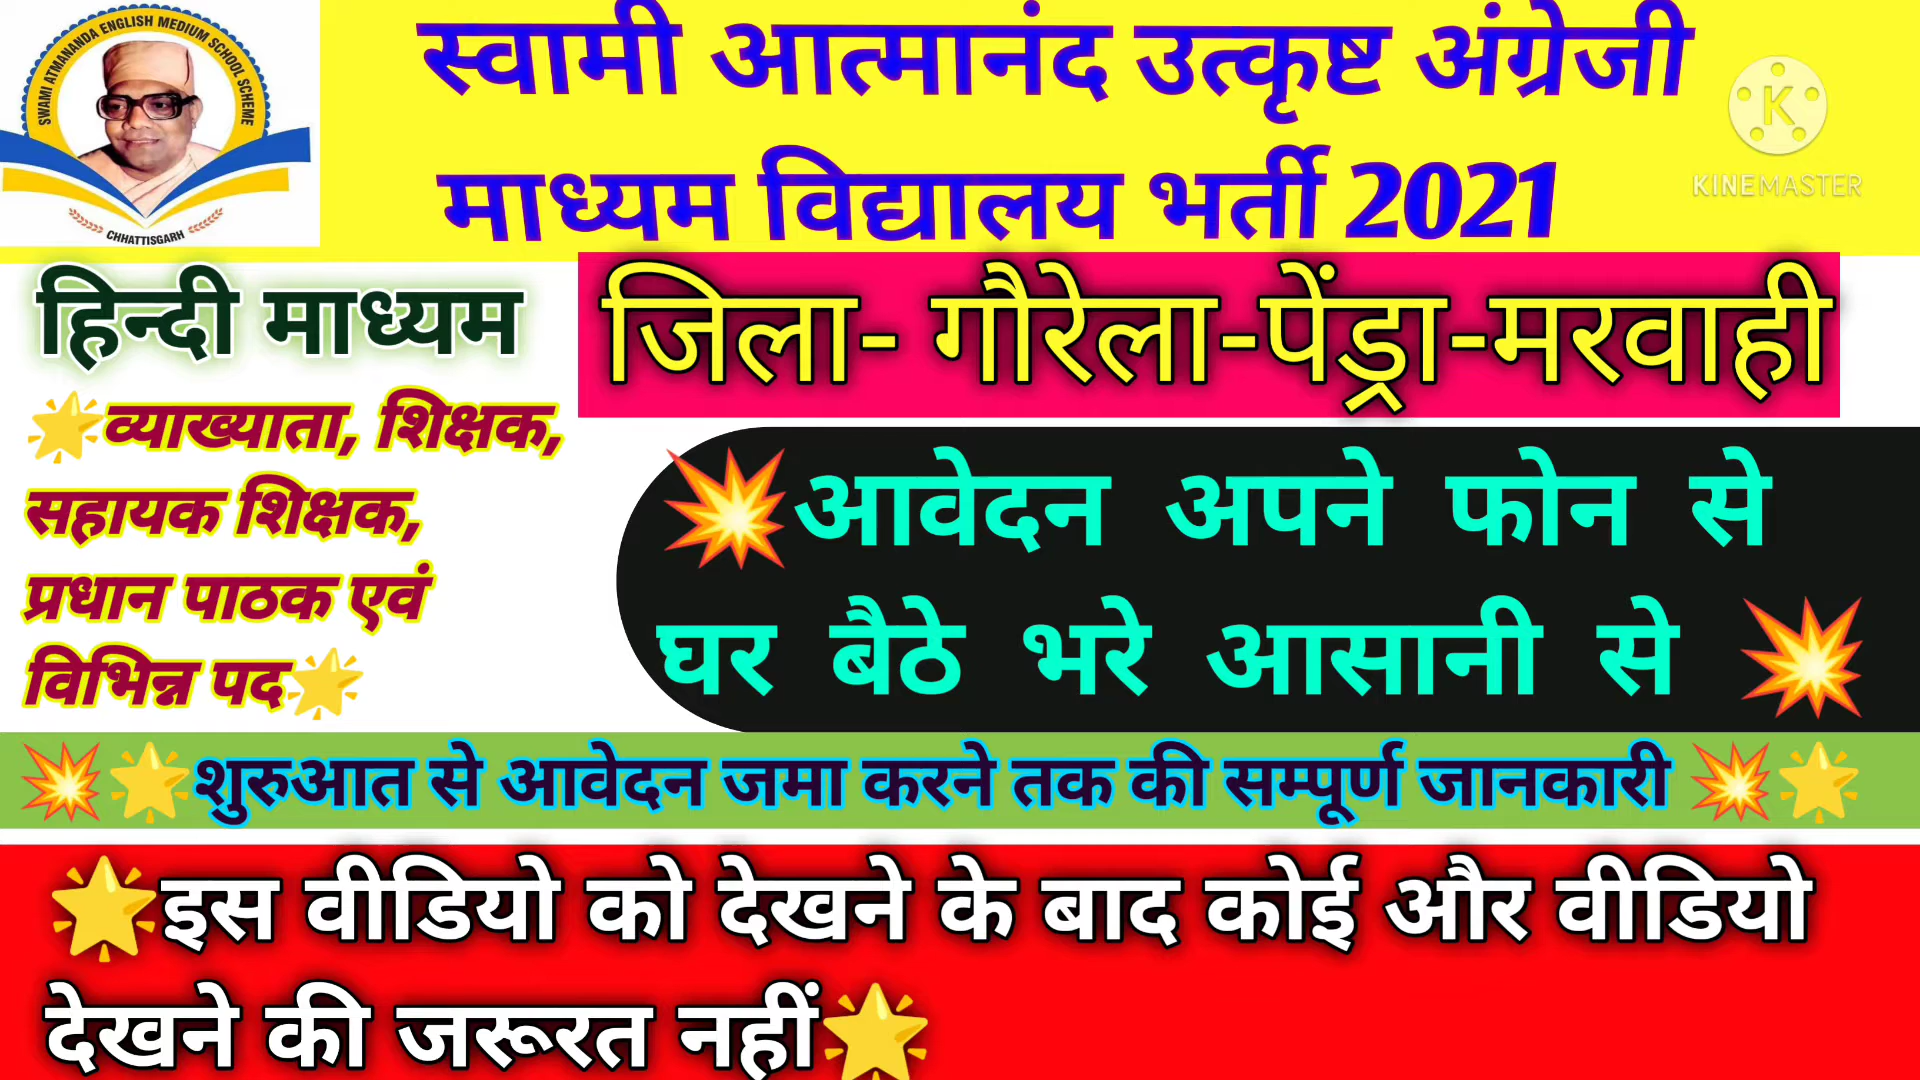 SWAMI ATMANANDA ENGLISH MEDIUM SCHOOL SCHEME
CHHATTISGARH
स्वामी आत्मानंद उत्कृष्ट अंग्रेजी
माध्यम विद्यालय भर्ती 2021
KINEMASTER
हिन्दी माध्यम
जिला- गौरेला-पेंड्रा-मरवाही
🌟व्याख्याता, शिक्षक,
सहायक शिक्षक,
प्रधान पाठक एवं
विभिन्न पद🌟
💥आवेदन अपने फोन से
घर बैठे भरे आसानी से 💥
💥🌟शुरुआत से आवेदन जमा करने तक की सम्पूर्ण जानकारी 💥🌟
🌟इस वीडियो को देखने के बाद कोई और वीडियो
देखने की जरूरत नहीं🌟